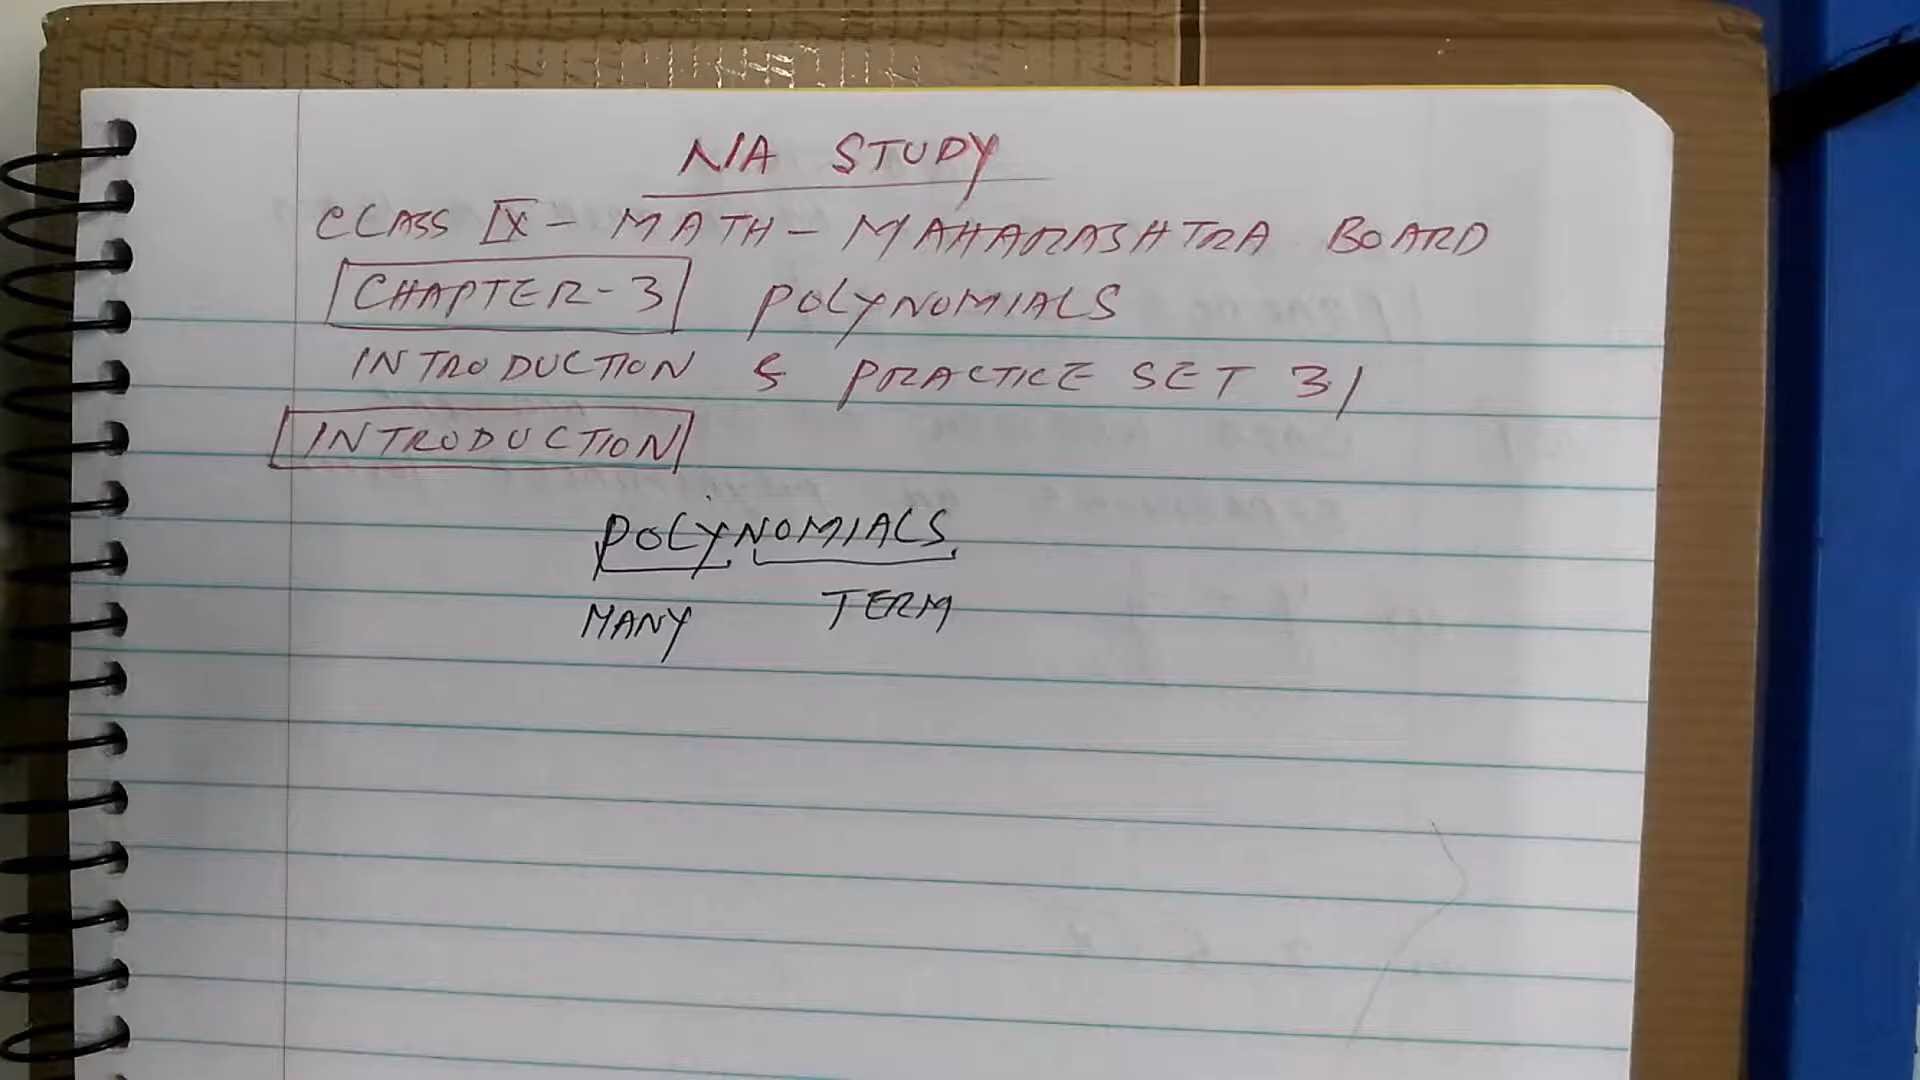 NIA STUDY
CLASS IX - MATH - MAHARASHTRA BOARD
CHAPTER-3 POLYNOMIALS
INTRODUCTION & PRACTICE SET 3.1
INTRODUCTION
POLYNOMIALS
MANY TERM